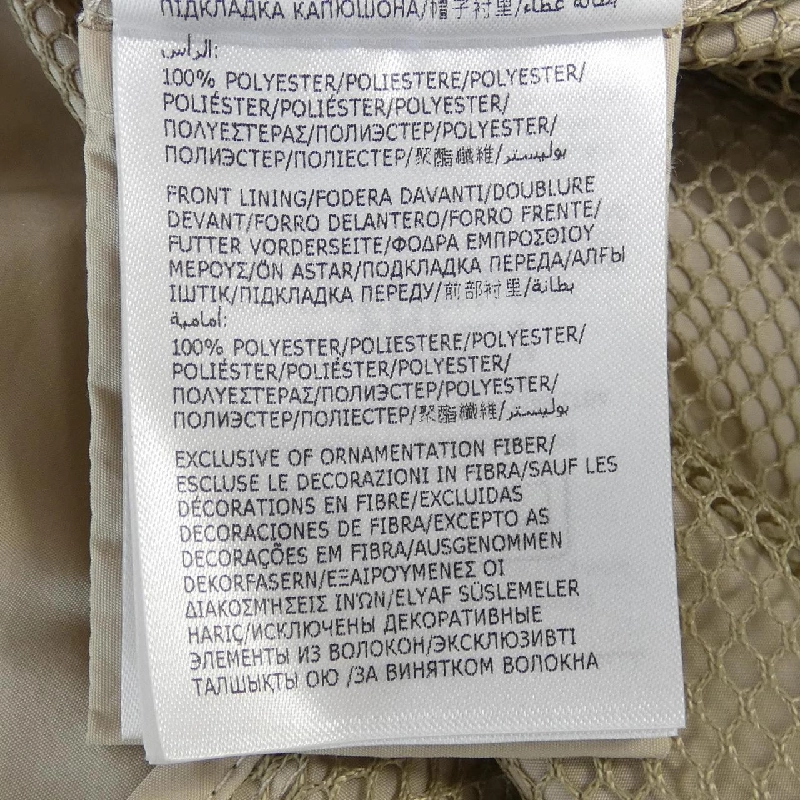 ПІДКЛАДКА КАПЮШОНА/帽子衬里/بطانة غطاء
الرأس:
100% POLYESTER/POLIESTERE/POLYESTER/
POLIÉSTER/POLIÉSTER/POLYESTER/
ΠΟΛΥΕΣΤΕΡΑΣ/ПОЛИЭСТЕР/POLYESTER/
ПОЛИЭСТЕР/ПОЛІЕСТЕР/聚酯纖維/بوليستر
FRONT LINING/FODERA DAVANTI/DOUBLURE
DEVANT/FORRO DELANTERO/FORRO FRENTE/
FUTTER VORDERSEITE/ΦΟΔΡΑ ΕΜΠΡΟΣΘΙΟΥ
ΜΕΡΟΥΣ/ÖN ASTAR/ПОДКЛАДКА ПЕРЕДА/АЛҒЫ
ІШТІК/ПІДКЛАДКА ПЕРЕДУ/前部衬里/بطانة
أمامية:
100% POLYESTER/POLIESTERE/POLYESTER/
POLIÉSTER/POLIÉSTER/POLYESTER/
ΠΟΛΥΕΣΤΕΡΑΣ/ПОЛИЭСТЕР/POLYESTER/
ПОЛИЭСТЕР/ПОЛІЕСТЕР/聚酯纖維/بوليستر
EXCLUSIVE OF ORNAMENTATION FIBER/
ESCLUSE LE DECORAZIONI IN FIBRA/SAUF LES
DÉCORATIONS EN FIBRE/EXCLUIDAS
DECORACIONES DE FIBRA/EXCEPTO AS
DECORAÇÕES EM FIBRA/AUSGENOMMEN
DEKORFASERN/ΕΞΑΙΡΟΎΜΕΝΕΣ ΟΙ
ΔΙΑΚΟΣΜΉΣΕΙΣ ΙΝΏΝ/ELYAF SÜSLEMELER
HARIÇ/ИСКЛЮЧЕНЫ ДЕКОРАТИВНЫЕ
ЭЛЕМЕНТЫ ИЗ ВОЛОКОН/ЭКСКЛЮЗИВТІ
ТАЛШЫҚТЫ ОЮ /ЗА ВИНЯТКОМ ВОЛОКНА